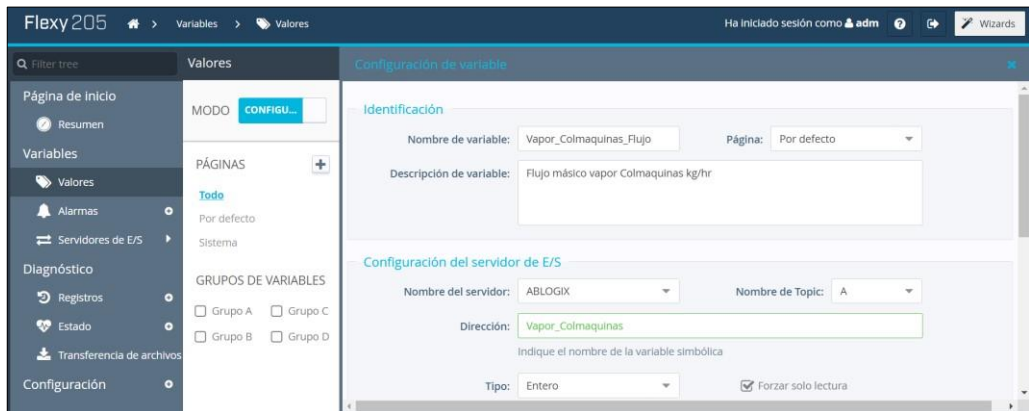 Flexy 205 > Variables > Valores Ha iniciado sesión como adm Wizards
Filter tree
Página de inicio
Resumen
Variables
Valores
Alarmas
Servidores de E/S
Diagnóstico
Registros
Estado
Transferencia de archivos
Configuración
Valores
MODO CONFIGU...
PÁGINAS +
Todo
Por defecto
Sistema
GRUPOS DE VARIABLES
Grupo A Grupo C
Grupo B Grupo D
Configuración de variable
Identificación
Nombre de variable: Vapor_Colmaquinas_Flujo Página: Por defecto
Descripción de variable: Flujo másico vapor Colmaquinas kg/hr
Configuración del servidor de E/S
Nombre del servidor: ABLOGIX Nombre de Topic: A
Dirección: Vapor_Colmaquinas
Indique el nombre de la variable simbólica
Tipo: Entero Forzar solo lectura